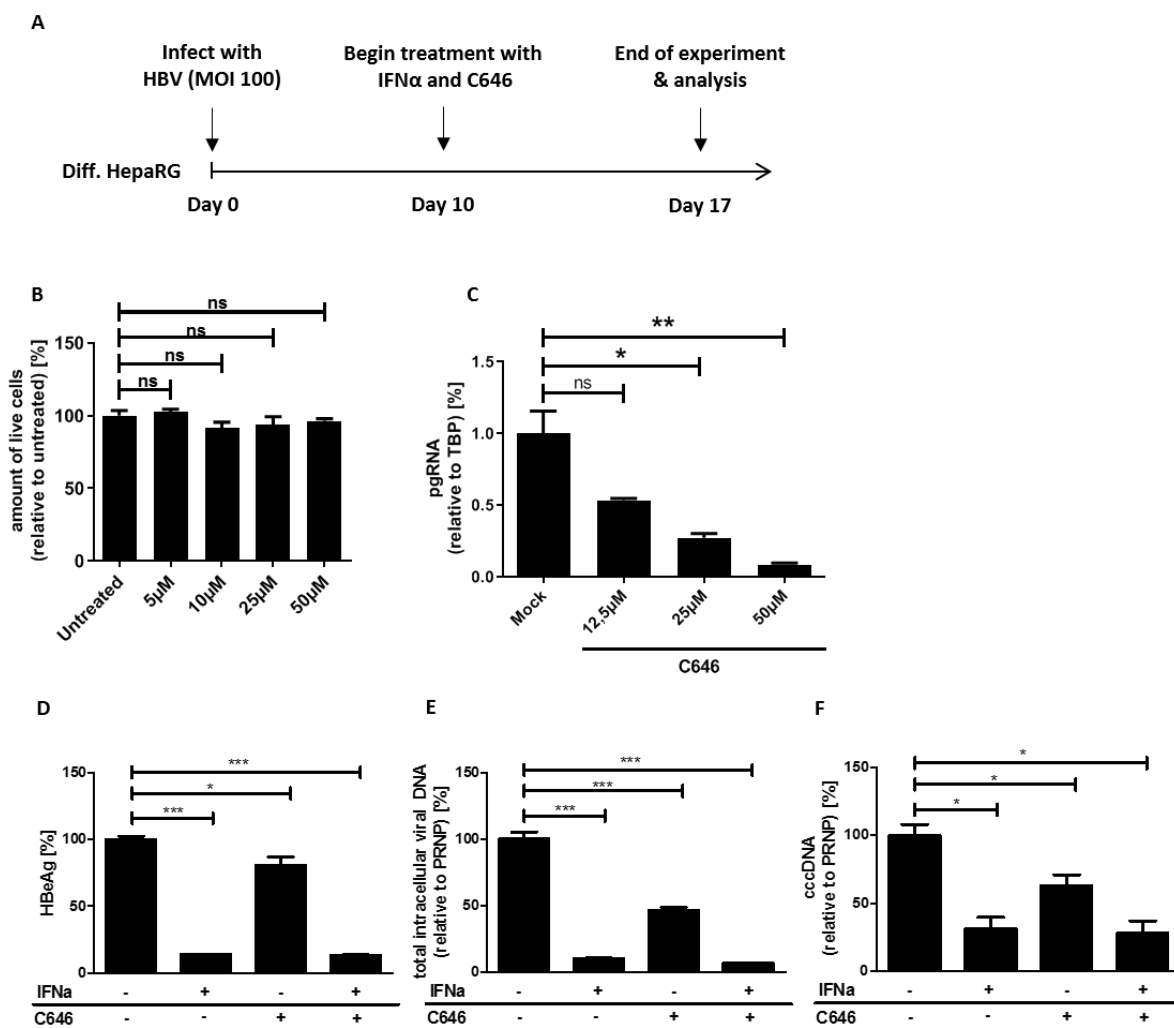 A
Infect with
HBV (MOI 100)
Begin treatment with
IFNα and C646
End of experiment
& analysis
Diff. HepaRG
Day 0
Day 10
Day 17
B
amount of live cells
(relative to untreated) [%]
150
100
50
0
ns
ns
ns
ns
Untreated
5µM
10µM
25µM
50µM
C
pgRNA
(relative to TBP) [%]
1.5
1.0
0.5
0.0
**
*
ns
Mock
12,5µM
25µM
50µM
C646
D
HBeAg [%]
150
100
50
0
***
*
***
IFNa - + - +
C646 - - + +
E
total intracellular viral DNA
(relative to PRNP) [%]
150
100
50
0
***
***
***
IFNa - + - +
C646 - - + +
F
cccDNA
(relative to PRNP) [%]
150
100
50
0
*
*
*
IFNa - + - +
C646 - - + +